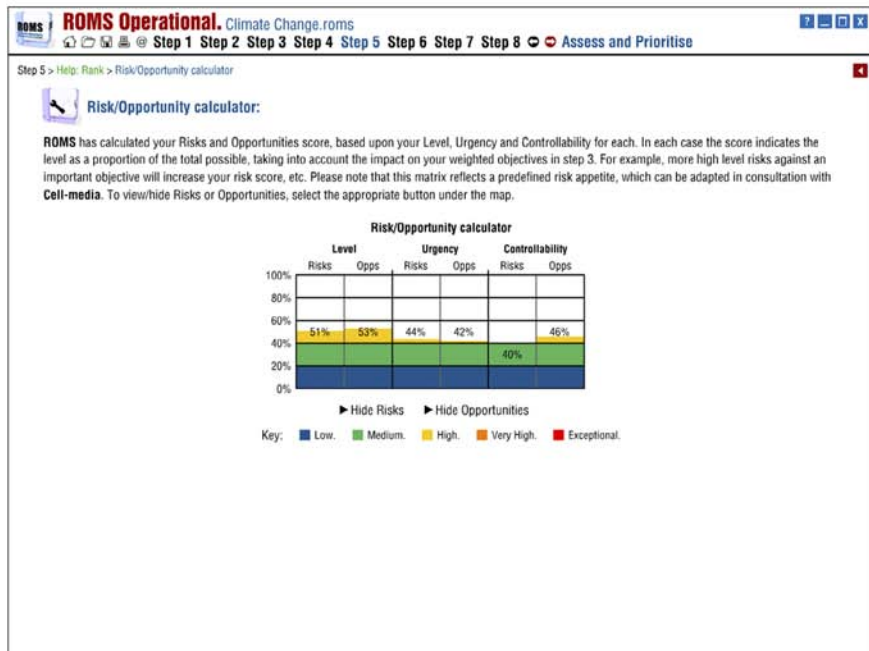 ROMS
ROMS Operational. Climate Change.roms
? X
@ Step 1 Step 2 Step 3 Step 4 Step 5 Step 6 Step 7 Step 8 Assess and Prioritise
Step 5 > Help: Rank > Risk/Opportunity calculator
Risk/Opportunity calculator:
ROMS has calculated your Risks and Opportunities score, based upon your Level, Urgency and Controllability for each. In each case the score indicates the
level as a proportion of the total possible, taking into account the impact on your weighted objectives in step 3. For example, more high level risks against an
important objective will increase your risk score, etc. Please note that this matrix reflects a predefined risk appetite, which can be adapted in consultation with
Cell-media. To view/hide Risks or Opportunities, select the appropriate button under the map.
Risk/Opportunity calculator
Level Urgency Controllability
Risks Opps Risks Opps Risks Opps
100%
80%
60%
51% 53% 44% 42% 46%
40%
40%
20%
0%
Hide Risks Hide Opportunities
Key: Low. Medium. High. Very High. Exceptional.